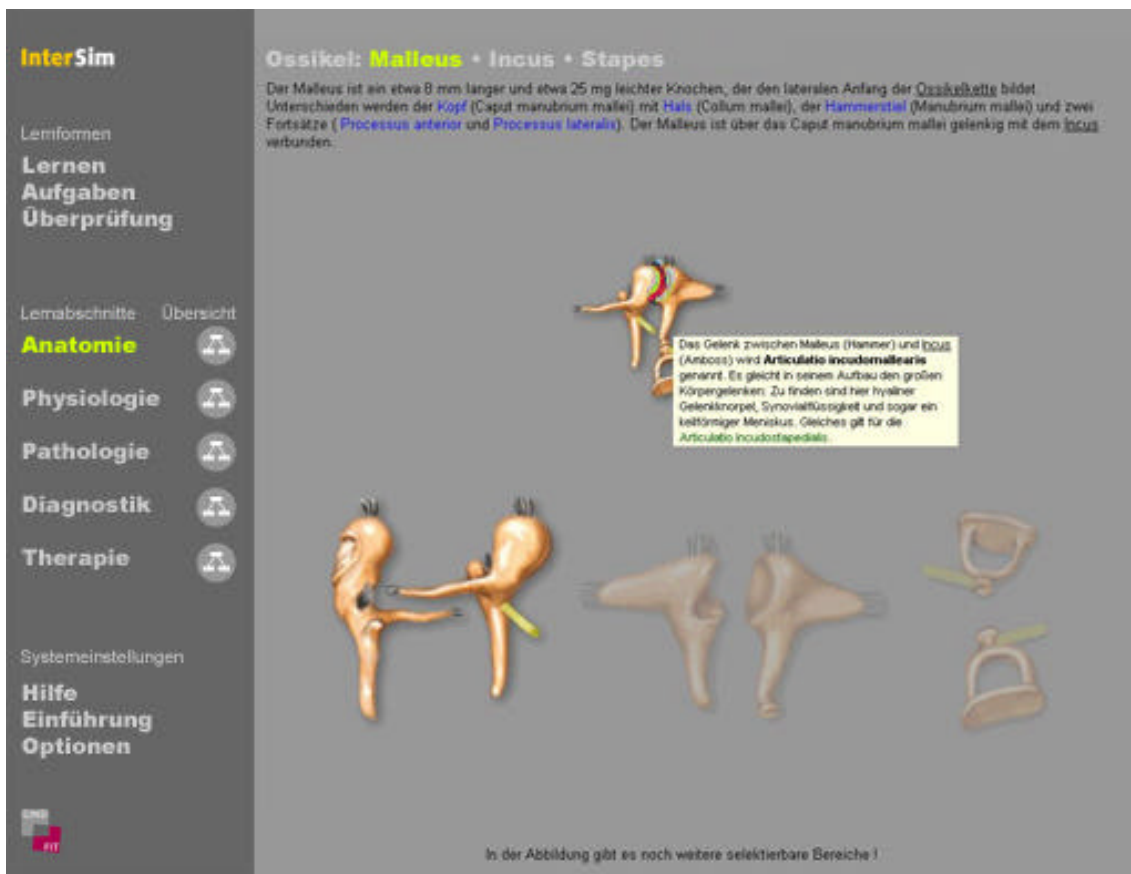 InterSim
Lernformen
Lernen
Aufgaben
Überprüfung
Lernabschnitte Übersicht
Anatomie
Physiologie
Pathologie
Diagnostik
Therapie
Systemeinstellungen
Hilfe
Einführung
Optionen
FIT
Ossikel: Malleus • Incus • Stapes
Der Malleus ist ein etwa 8 mm langer und etwa 25 mg leichter Knochen, der den lateralen Anfang der Ossikelkette bildet.
Unterschieden werden der Kopf (Caput manubrium mallei) mit Hals (Collum mallei), der Hammerstiel (Manubrium mallei) und zwei
Fortsätze ( Processus anterior und Processus lateralis). Der Malleus ist über das Caput manubrium mallei gelenkig mit dem Incus
verbunden.
Das Gelenk zwischen Malleus (Hammer) und Incus
(Amboss) wird Articulatio incudomallearis
genannt. Es gleicht in seinem Aufbau den großen
Körpergelenken: Zu finden sind hier hyaliner
Gelenkknorpel, Synovialflüssigkeit und sogar ein
keilförmiger Meniskus. Gleiches gilt für die
Articulatio incudostapedialis.
In der Abbildung gibt es noch weitere selektierbare Bereiche !